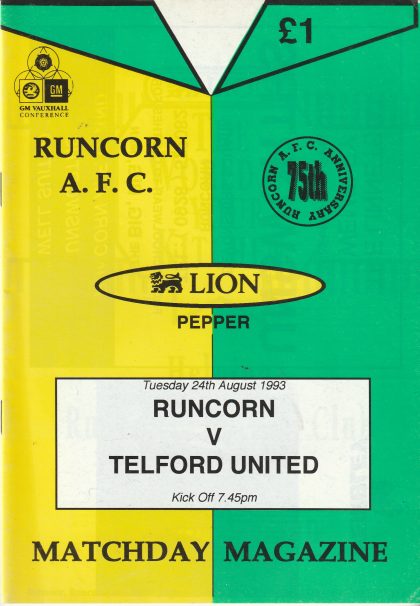 £1
GM
GM VAUXHALL
CONFERENCE
RUNCORN
A. F. C.
RUNCORN A. F. C. ANNIVERSARY
75th
LION
PEPPER
Tuesday 24th August 1993
RUNCORN
V
TELFORD UNITED
Kick Off 7.45pm
MATCHDAY MAGAZINE